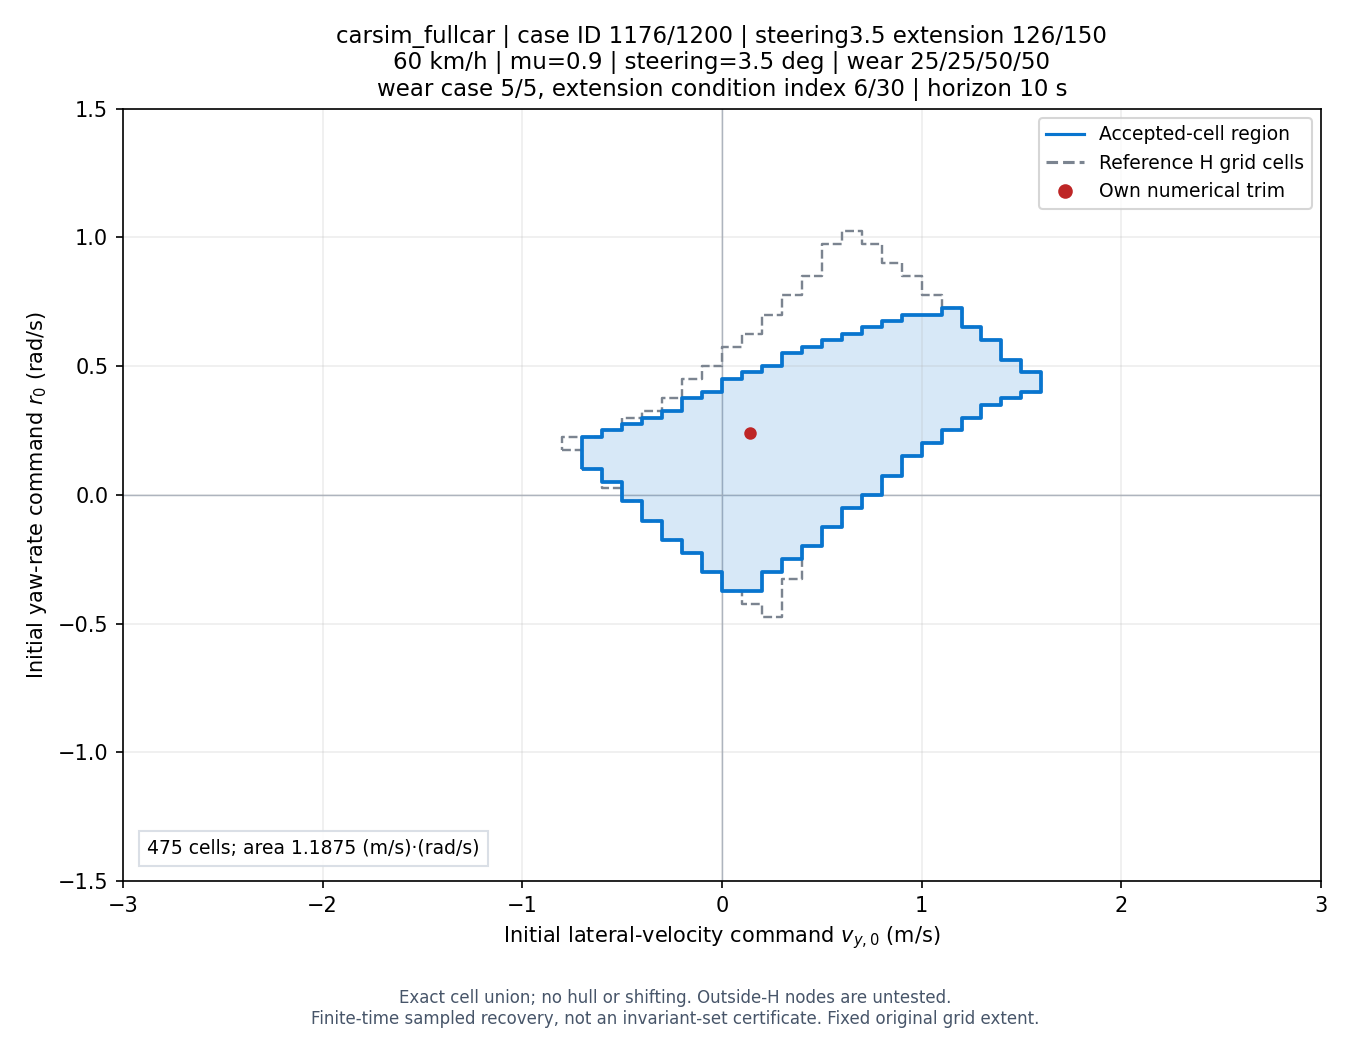 carsim_fullcar | case ID 1176/1200 | steering3.5 extension 126/150
60 km/h | mu=0.9 | steering=3.5 deg | wear 25/25/50/50
wear case 5/5, extension condition index 6/30 | horizon 10 s
Accepted-cell region
Reference H grid cells
Own numerical trim
1.5
1.0
0.5
0.0
−0.5
−1.0
−1.5
Initial yaw-rate command r₀ (rad/s)
475 cells; area 1.1875 (m/s)·(rad/s)
−3
−2
−1
0
1
2
3
Initial lateral-velocity command v_{y,0} (m/s)
Exact cell union; no hull or shifting. Outside-H nodes are untested.
Finite-time sampled recovery, not an invariant-set certificate. Fixed original grid extent.